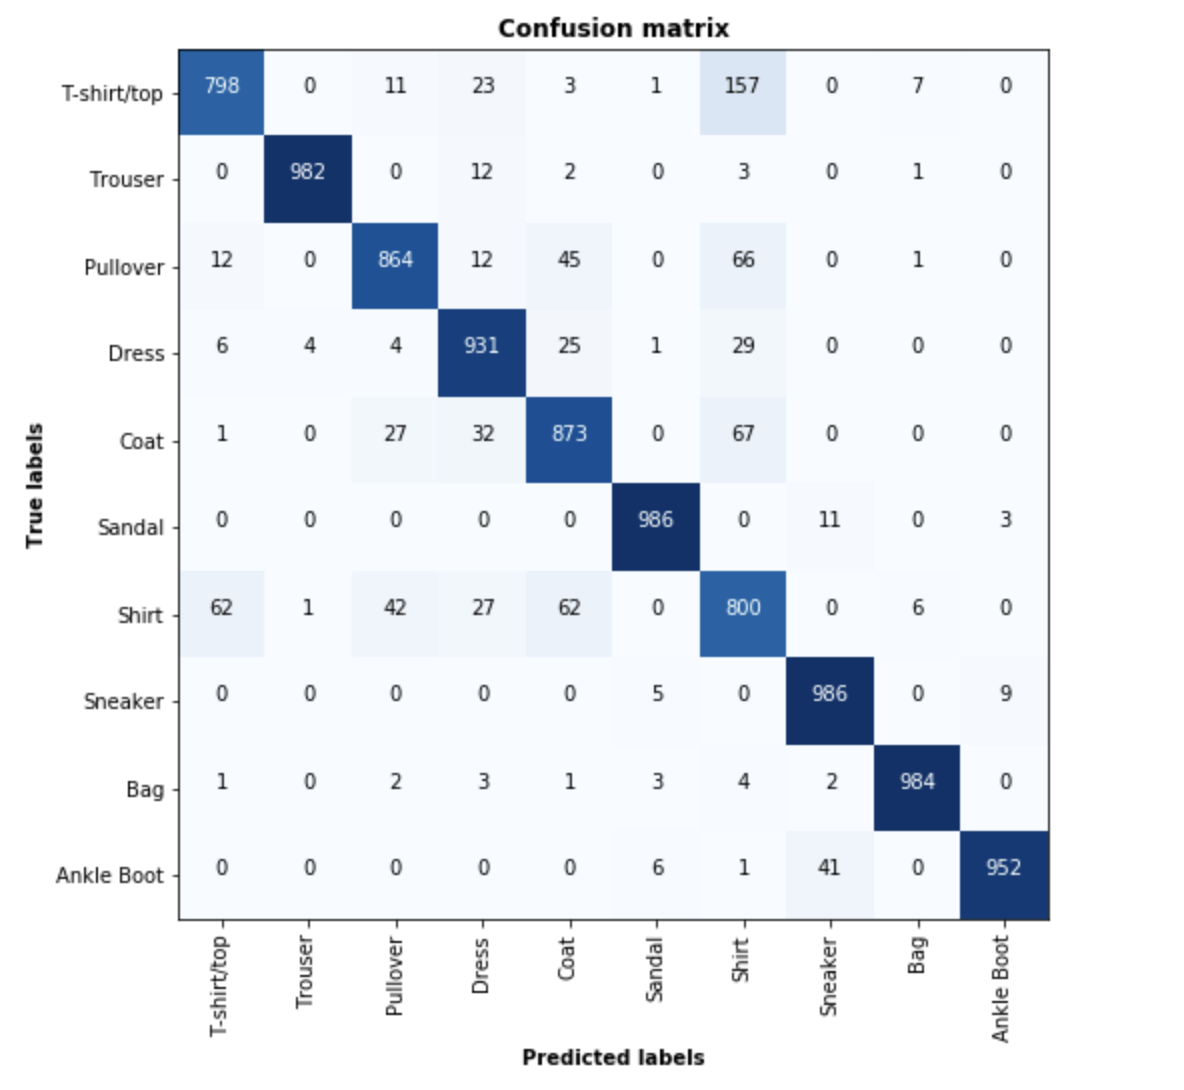 Confusion matrix
T-shirt/top 798 0 11 23 3 1 157 0 7 0
Trouser 0 982 0 12 2 0 3 0 1 0
Pullover 12 0 864 12 45 0 66 0 1 0
Dress 6 4 4 931 25 1 29 0 0 0
Coat 1 0 27 32 873 0 67 0 0 0
Sandal 0 0 0 0 0 986 0 11 0 3
Shirt 62 1 42 27 62 0 800 0 6 0
Sneaker 0 0 0 0 0 5 0 986 0 9
Bag 1 0 2 3 1 3 4 2 984 0
Ankle Boot 0 0 0 0 0 6 1 41 0 952
True labels
T-shirt/top Trouser Pullover Dress Coat Sandal Shirt Sneaker Bag Ankle Boot
Predicted labels